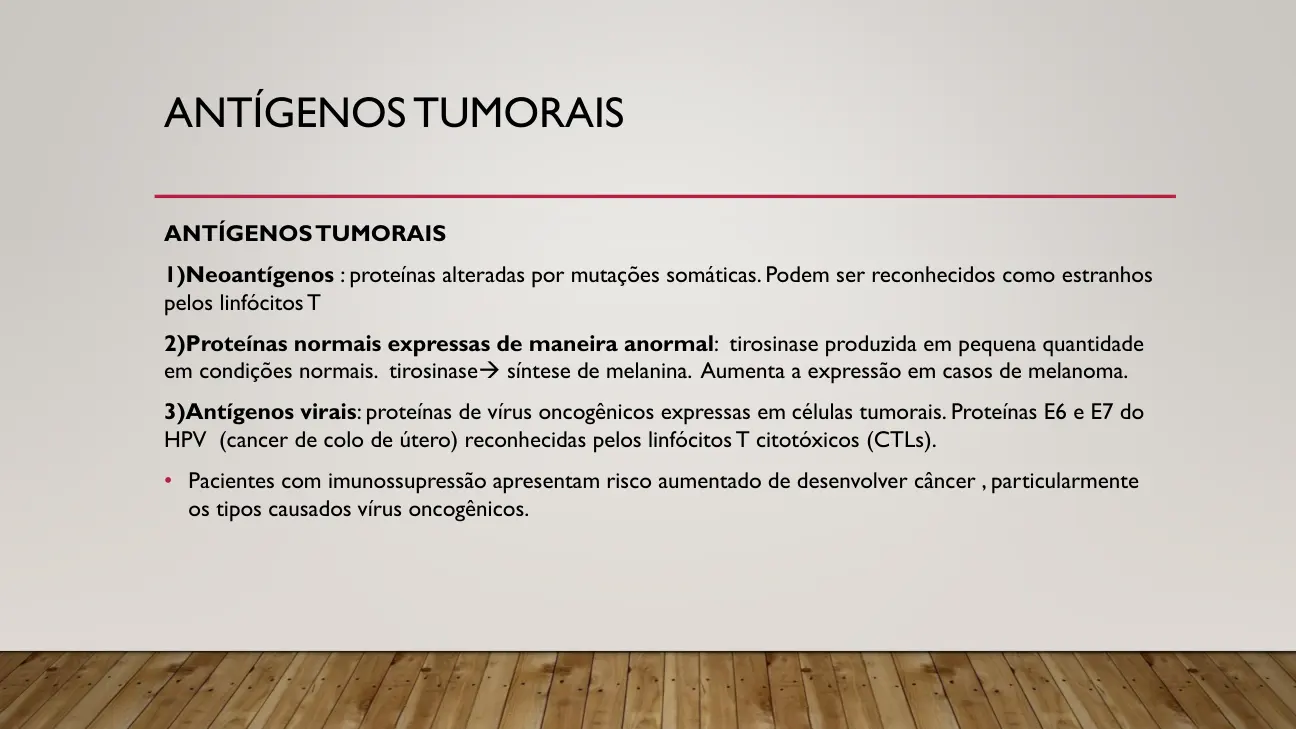 ANTÍGENOS TUMORAIS
ANTÍGENOS TUMORAIS
1)Neoantígenos : proteínas alteradas por mutações somáticas. Podem ser reconhecidos como estranhos
pelos linfócitos T
2)Proteínas normais expressas de maneira anormal:  tirosinase produzida em pequena quantidade
em condições normais.  tirosinase→ síntese de melanina.  Aumenta a expressão em casos de melanoma.
3)Antígenos virais: proteínas de vírus oncogênicos expressas em células tumorais. Proteínas E6 e E7 do
HPV  (cancer de colo de útero) reconhecidas pelos linfócitos T citotóxicos (CTLs).
• Pacientes com imunossupressão apresentam risco aumentado de desenvolver câncer , particularmente
os tipos causados vírus oncogênicos.